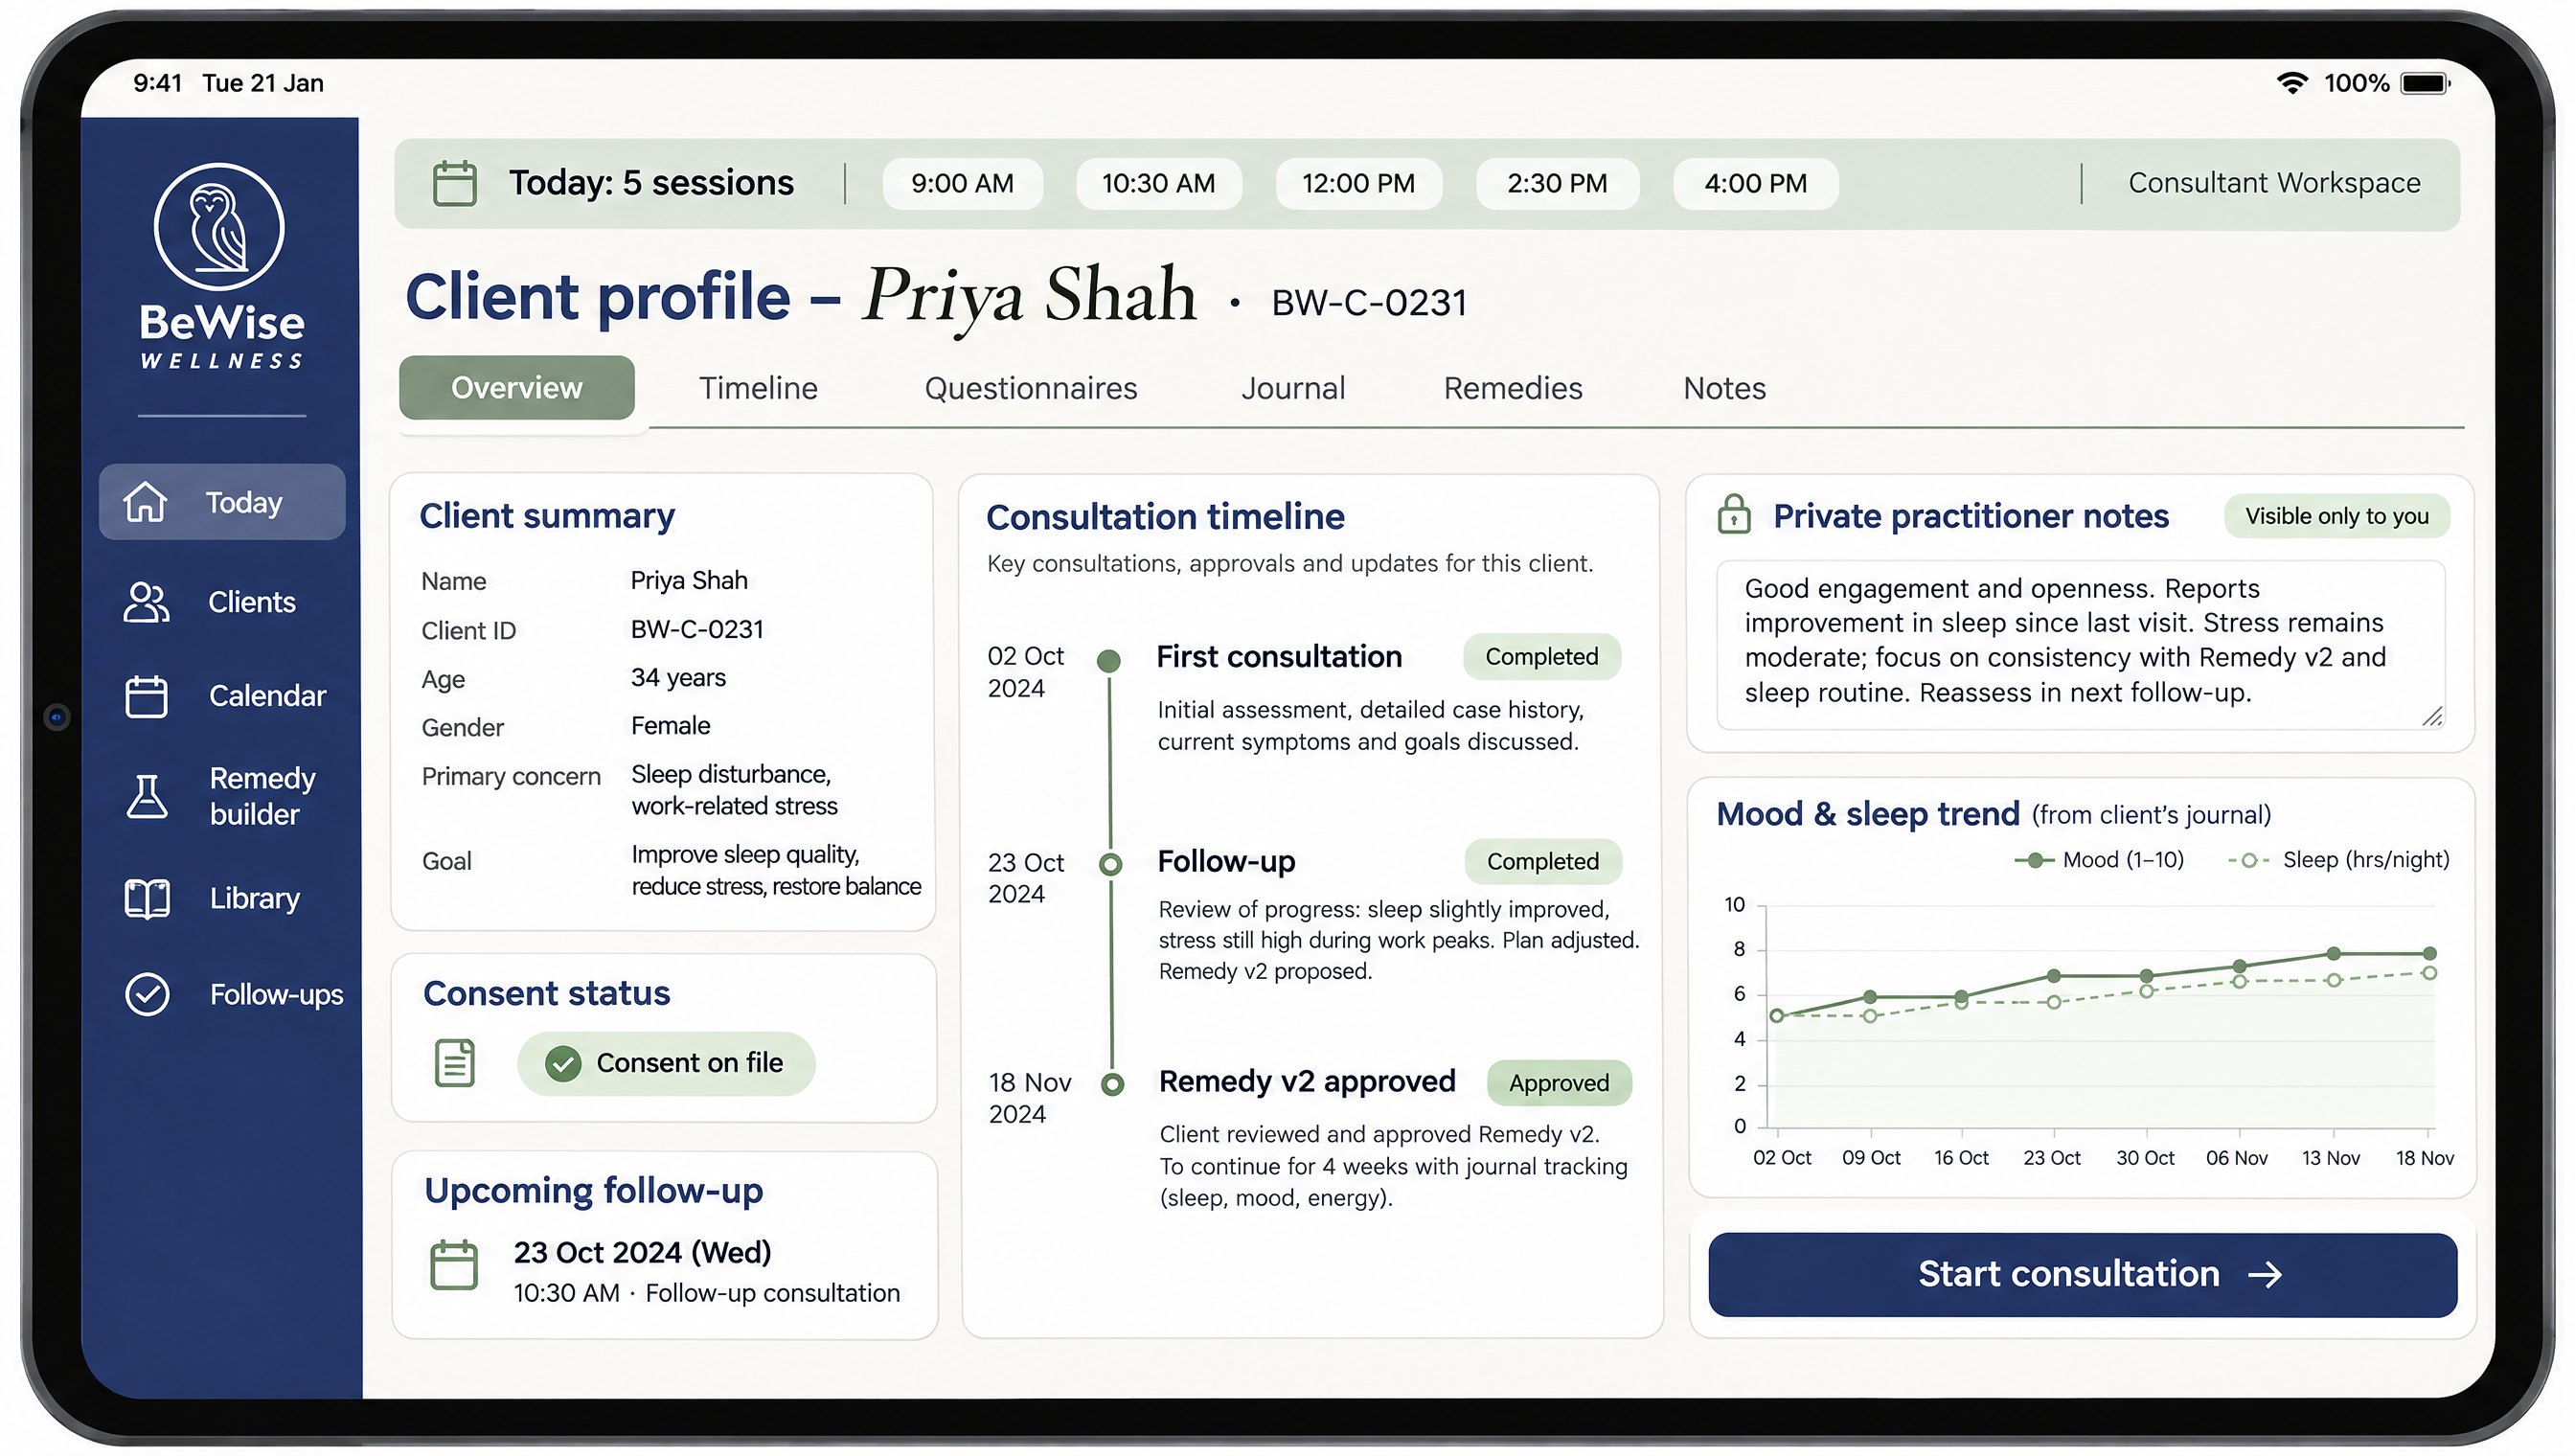 9:41 Tue 21 Jan
100%
BeWise
WELLNESS
Today
Clients
Calendar
Remedy
builder
Library
Follow-ups
Today: 5 sessions
9:00 AM
10:30 AM
12:00 PM
2:30 PM
4:00 PM
Consultant Workspace
Client profile – Priya Shah · BW-C-0231
Overview
Timeline
Questionnaires
Journal
Remedies
Notes
Client summary
Name Priya Shah
Client ID BW-C-0231
Age 34 years
Gender Female
Primary concern Sleep disturbance,
work-related stress
Goal Improve sleep quality,
reduce stress, restore balance
Consent status
Consent on file
Upcoming follow-up
23 Oct 2024 (Wed)
10:30 AM · Follow-up consultation
Consultation timeline
Key consultations, approvals and updates for this client.
02 Oct
2024
First consultation
Completed
Initial assessment, detailed case history,
current symptoms and goals discussed.
23 Oct
2024
Follow-up
Completed
Review of progress: sleep slightly improved,
stress still high during work peaks. Plan adjusted.
Remedy v2 proposed.
18 Nov
2024
Remedy v2 approved
Approved
Client reviewed and approved Remedy v2.
To continue for 4 weeks with journal tracking
(sleep, mood, energy).
Private practitioner notes
Visible only to you
Good engagement and openness. Reports
improvement in sleep since last visit. Stress remains
moderate; focus on consistency with Remedy v2 and
sleep routine. Reassess in next follow-up.
Mood & sleep trend (from client's journal)
Mood (1–10)
Sleep (hrs/night)
10
8
6
4
2
0
02 Oct
09 Oct
16 Oct
23 Oct
30 Oct
06 Nov
13 Nov
18 Nov
Start consultation →